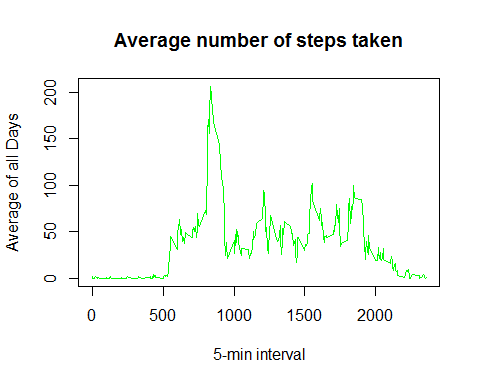 Average number of steps taken
Average of all Days
200
150
100
50
0
0 500 1000 1500 2000
5-min interval